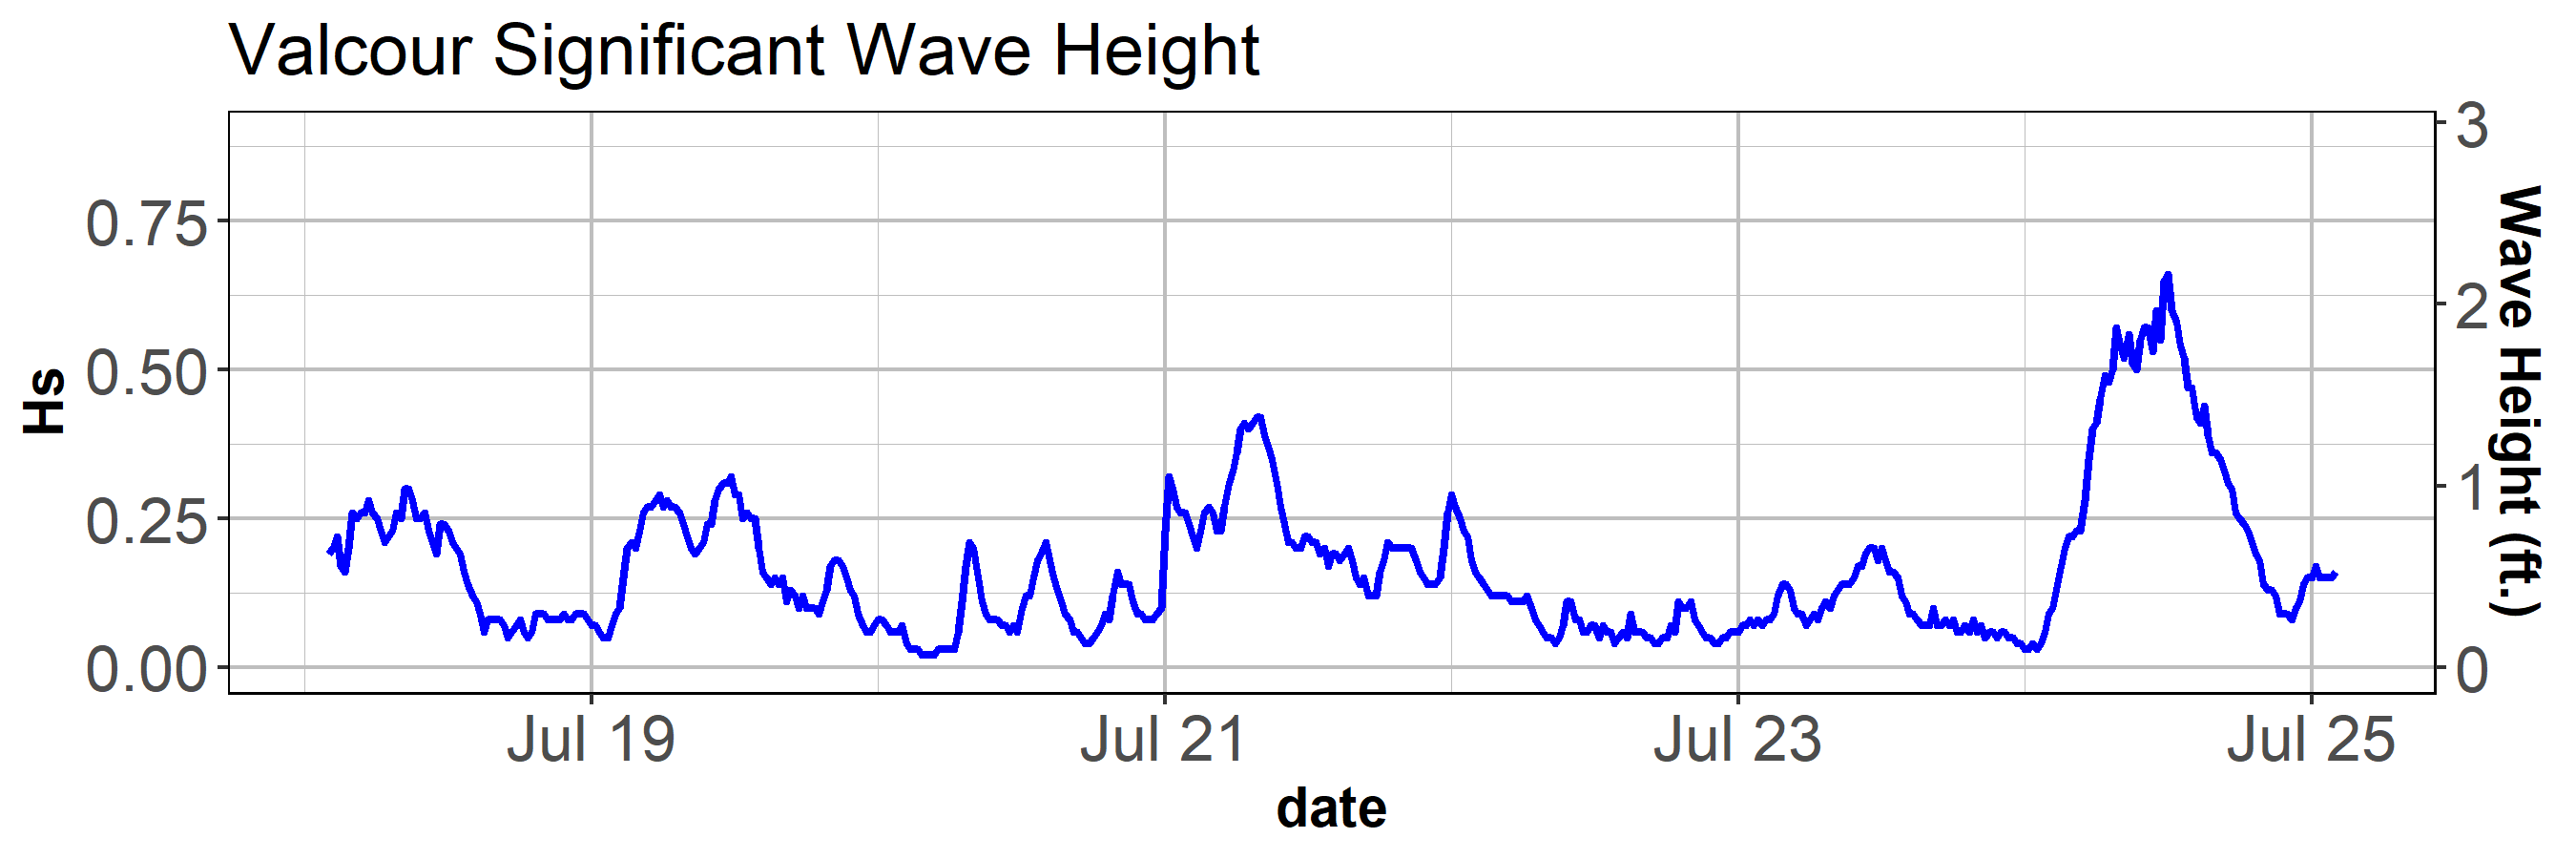 Valcour Significant Wave Height
Hs
0.75
0.50
0.25
0.00
3
2
1
0
Wave Height (ft.)
Jul 19 Jul 21 Jul 23 Jul 25
date